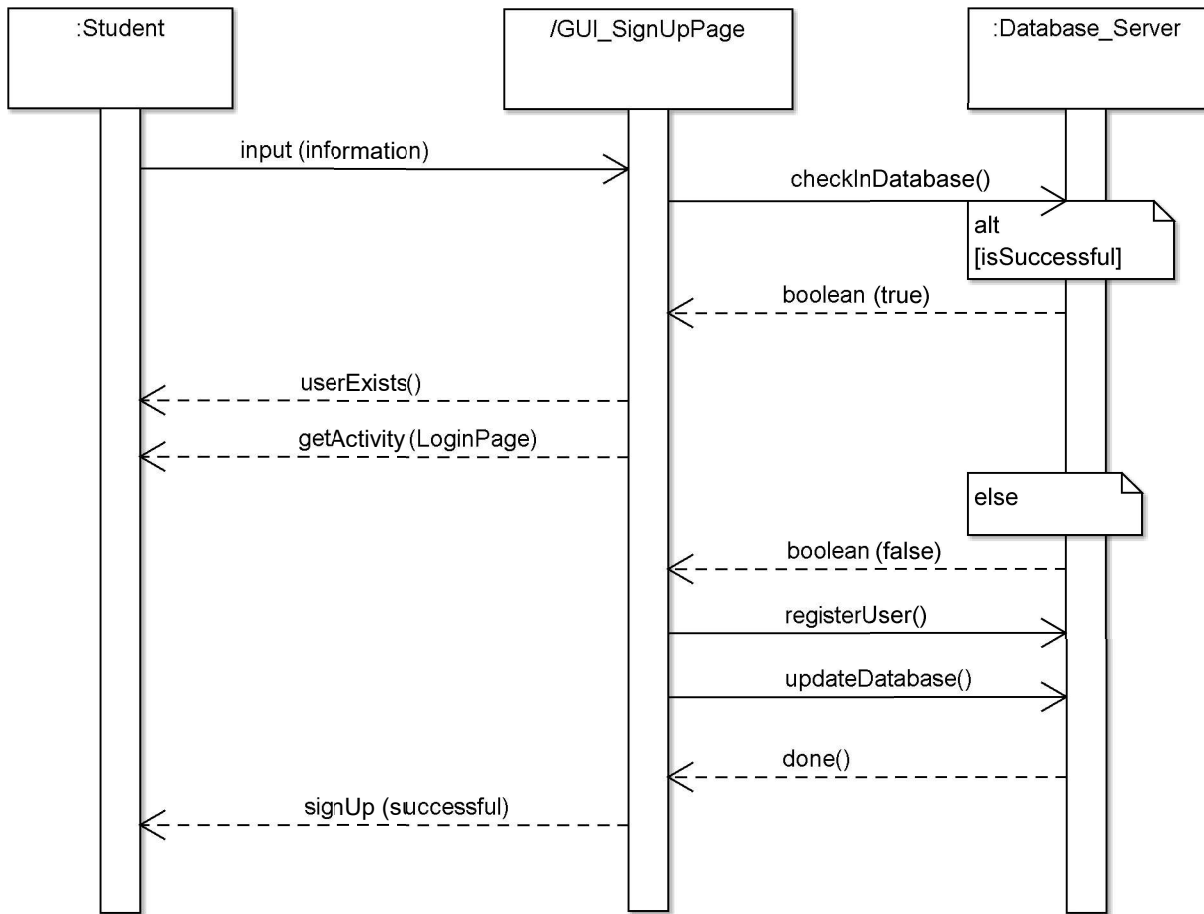 :Student
/GUI_SignUpPage
:Database_Server
input (information)
checkInDatabase()
alt
[isSuccessful]
boolean (true)
userExists()
getActivity (LoginPage)
else
boolean (false)
registerUser()
updateDatabase()
done()
signUp (successful)